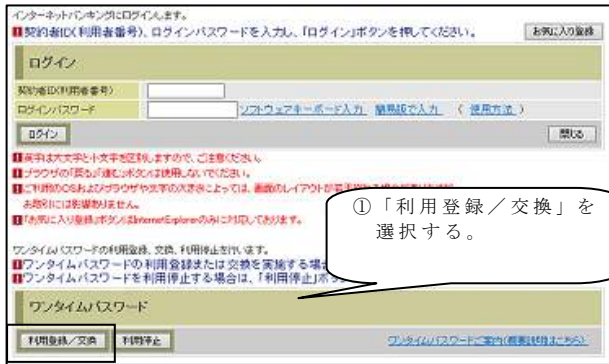 インターネットバンキングにログインします。
契約者ID(利用者番号)、ログインパスワードを入力し、「ログイン」ボタンを押してください。
お気に入り登録
ログイン
契約者ID(利用者番号)
ログインパスワード
ソフトウェアキーボード入力 簡易版で入力 ( 使用方法 )
ログイン
閉じる
英字は大文字と小文字を区別しますので、ご注意ください。
ブラウザの「戻る」「進む」ボタンは使用しないでください。
ご利用のOSおよびブラウザや文字の大きさによっては、画面のレイアウトが
お取引には影響ありません。
「お気に入り登録」ボタンはInternetExplorerのみに対応しております。
①「利用登録/交換」を
選択する。
ワンタイムパスワードの利用登録、交換、利用停止を行います。
ワンタイムパスワードの利用登録または交換を実施する場
ワンタイムパスワードを利用停止する場合は、「利用停止」ボ
ワンタイムパスワード
利用登録/交換
利用停止
ワンタイムパスワードご案内(概要説明はこちら)